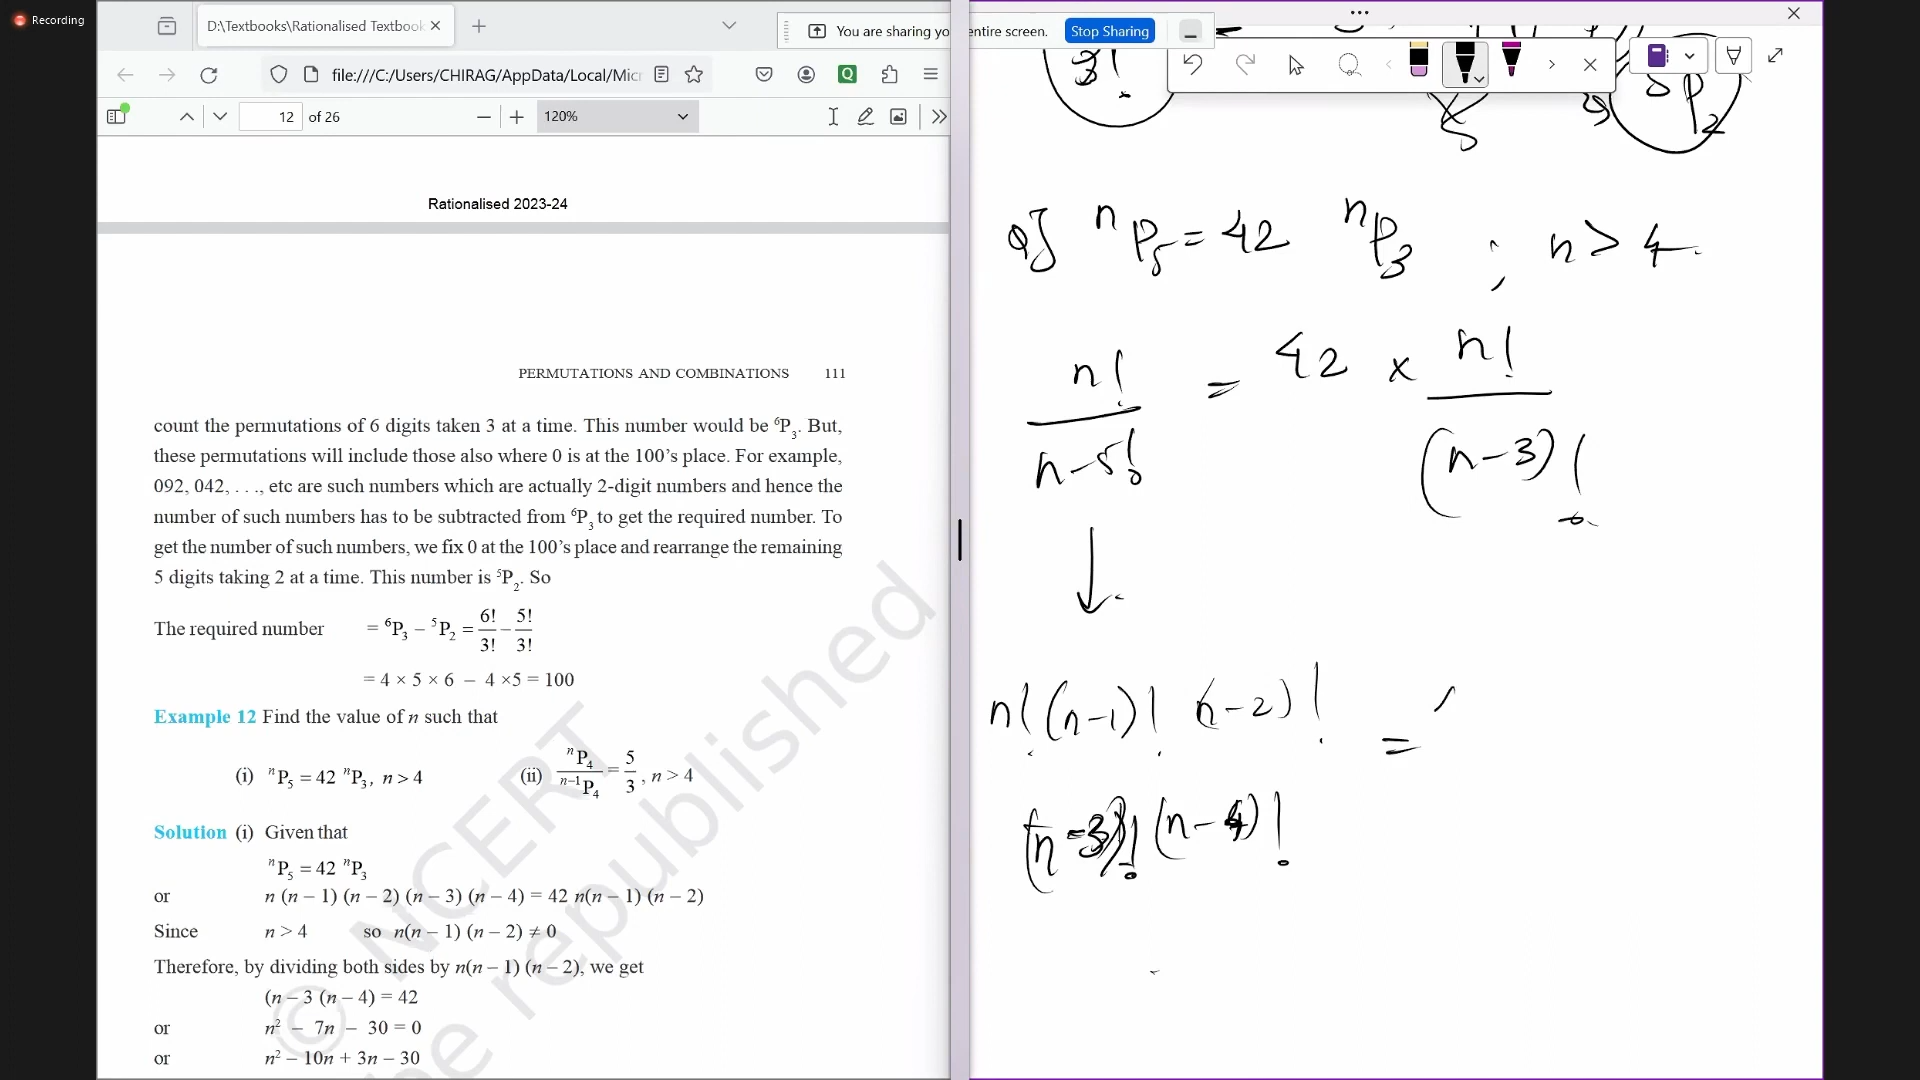 Recording
D:\Textbooks\Rationalised Textbook
You are sharing yo
entire screen.
Stop Sharing
file:///C:/Users/CHIRAG/AppData/Local/Micr
12 of 26
120%
Rationalised 2023-24
PERMUTATIONS AND COMBINATIONS 111
count the permutations of 6 digits taken 3 at a time. This number would be ⁶P₃. But,
these permutations will include those also where 0 is at the 100’s place. For example,
092, 042, . . ., etc are such numbers which are actually 2-digit numbers and hence the
number of such numbers has to be subtracted from ⁶P₃ to get the required number. To
get the number of such numbers, we fix 0 at the 100’s place and rearrange the remaining
5 digits taking 2 at a time. This number is ⁵P₂. So
The required number = ⁶P₃ – ⁵P₂ = 6!/3! – 5!/3!
= 4 × 5 × 6 – 4 ×5 = 100
Example 12 Find the value of n such that
(i) ⁿP₅ = 42 ⁿP₃, n > 4 (ii) ⁿP₄/ⁿ⁻¹P₄ = 5/3, n > 4
Solution (i) Given that
ⁿP₅ = 42 ⁿP₃
or n (n – 1) (n – 2) (n – 3) (n – 4) = 42 n(n – 1) (n – 2)
Since n > 4 so n(n – 1) (n – 2) ≠ 0
Therefore, by dividing both sides by n(n – 1) (n – 2), we get
(n – 3 (n – 4) = 42
or n² – 7n – 30 = 0
or n² – 10n + 3n – 30
© NCERT
be republished
3!
5P₂
Q] ⁿP₅ = 42 ⁿP₃ ; n > 4.
n!/n-5! = 42 × n!/(n-3)!
n! (n-1)! (n-2)! =
(n-3)! (n-4)!